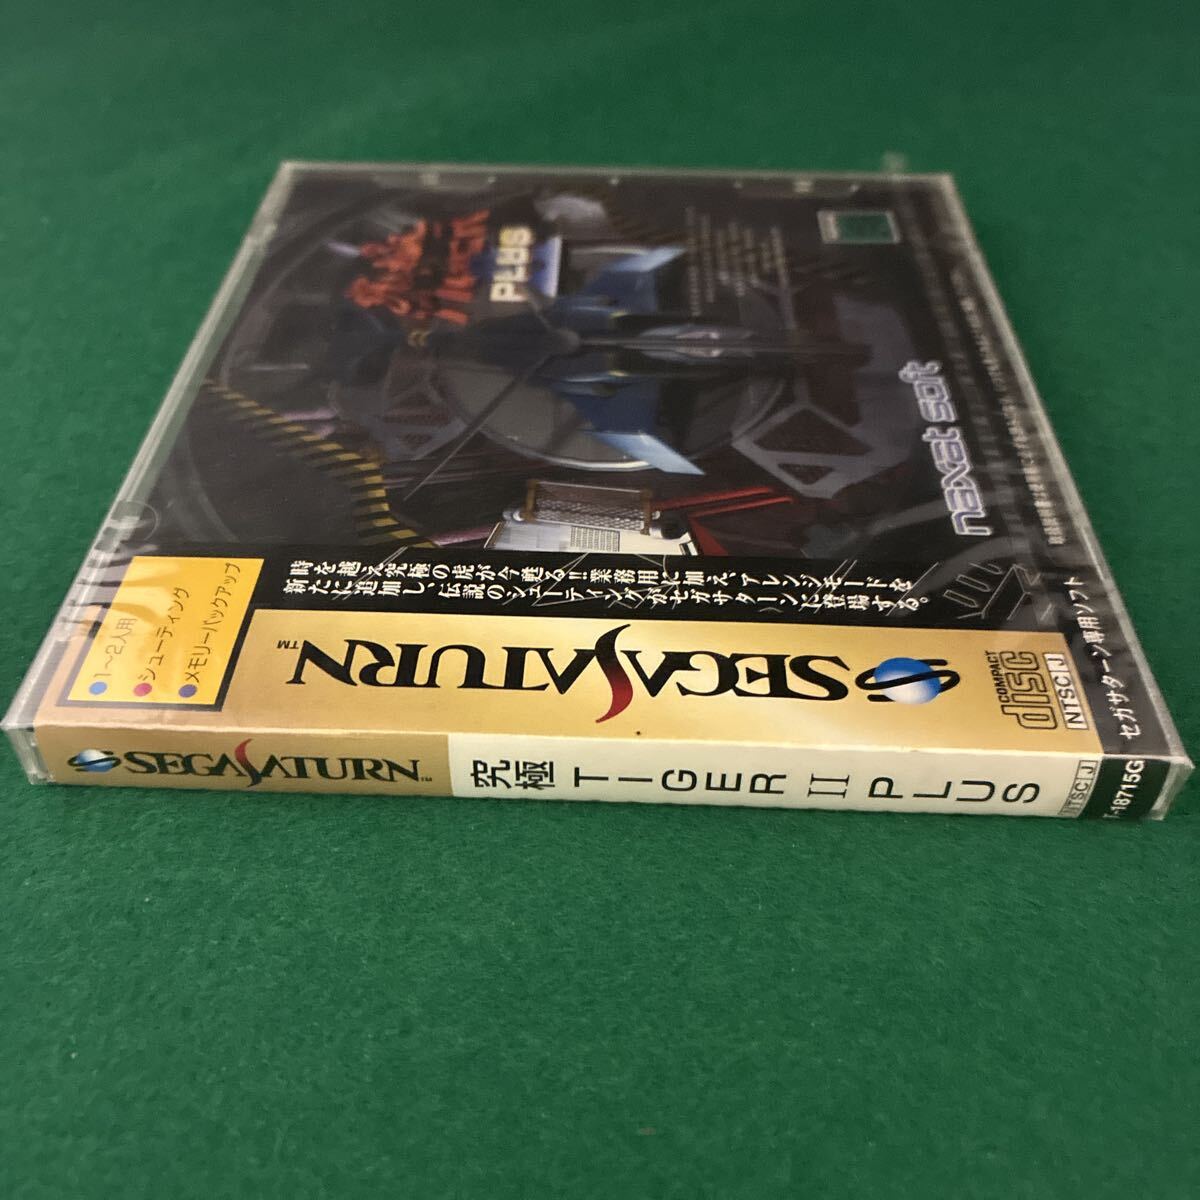 PLUS
naxat soft
時を越え究極の虎が今甦る!!業務用に加え、アレンジモードを
新たに追加し、伝説のシューティングがセガサターンに登場する。
1〜2人用
シューティング
メモリーバックアップ
SEGA SATURN™
COMPACT
disc
NTSC J
セガサターン専用ソフト
SEGA SATURN
究極 TIGER II PLUS
NTSC J
T-18715G